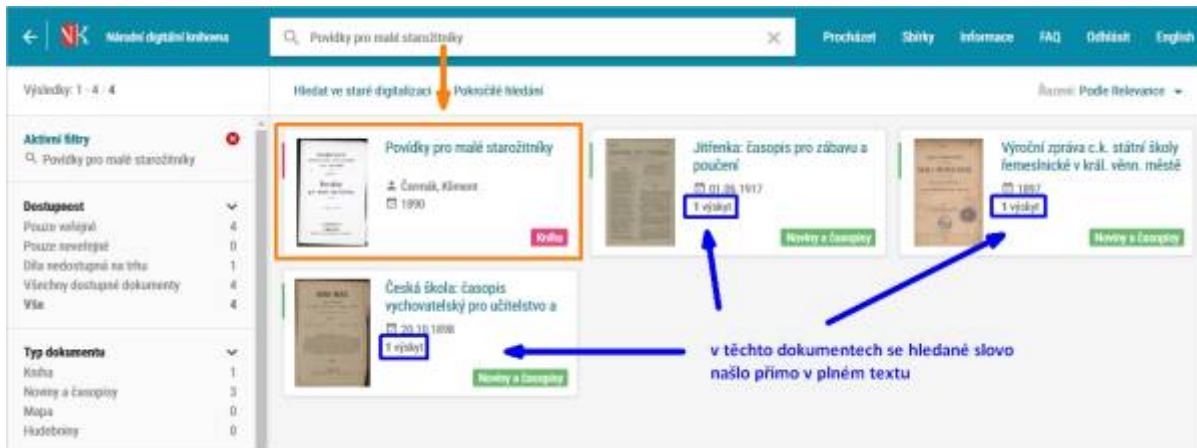 Národní digitální knihovna
Povídky pro malé starožitníky
Procházet Sbírky Informace FAQ Odhlásit English
Výsledky: 1 - 4 / 4
Hledat ve staré digitalizaci Pokročilé hledání
Řazení: Podle Relevance
Aktivní filtry
Povídky pro malé starožitníky
Dostupnost
Pouze veřejné 4
Pouze neveřejné 0
Díla nedostupná na trhu 1
Všechny dostupné dokumenty 4
Vše 4
Typ dokumentu
Kniha 1
Noviny a časopisy 3
Mapa 0
Hudebniny 0
Povídky pro malé starožitníky
Čermák, Kliment
1890
Kniha
Jitřenka: časopis pro zábavu a
poučení
01.06.1917
1 výskyt
Noviny a časopisy
Výroční zpráva c.k. státní školy
řemeslnické v král. věnn. městě
1897
1 výskyt
Noviny a časopisy
Česká škola: časopis
vychovatelský pro učitelstvo a
20.10.1898
1 výskyt
Noviny a časopisy
v těchto dokumentech se hledané slovo
našlo přímo v plném textu